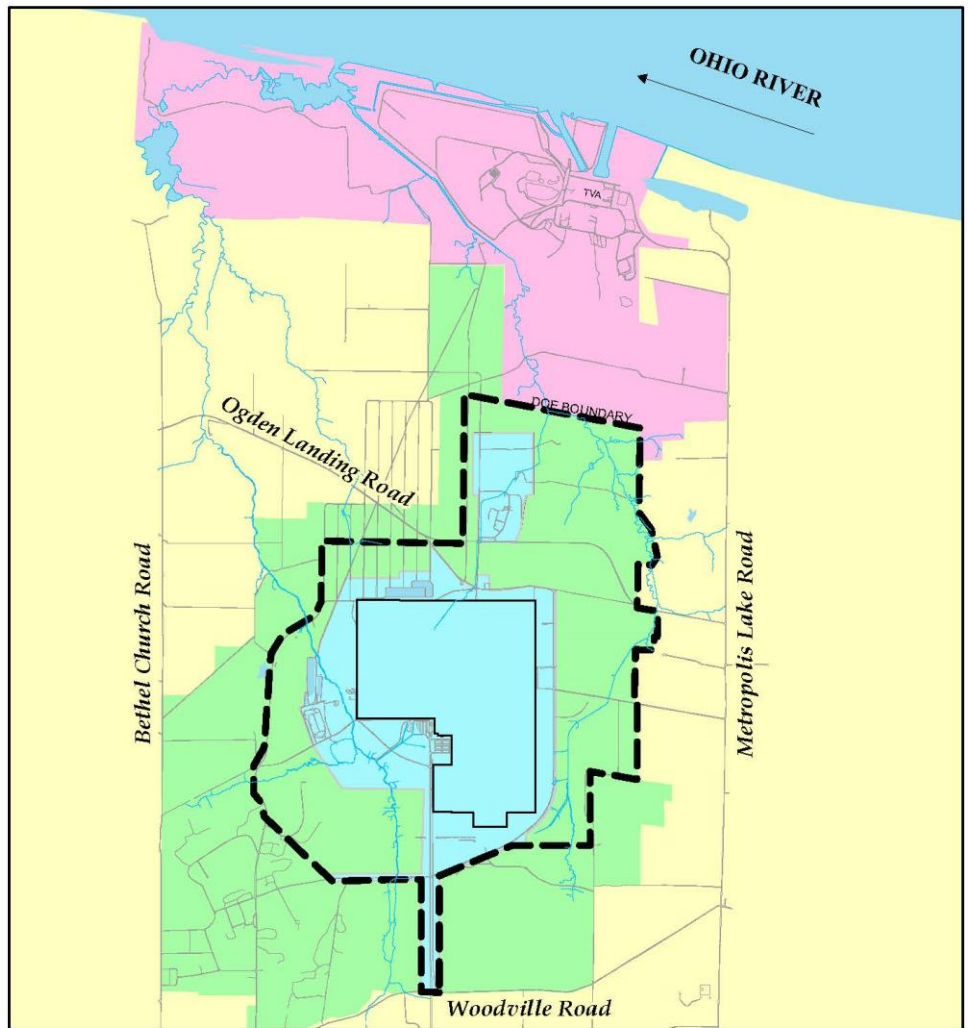 OHIO RIVER
TVA
DOE BOUNDARY
Ogden Landing Road
Bethel Church Road
Metropolis Lake Road
Woodville Road